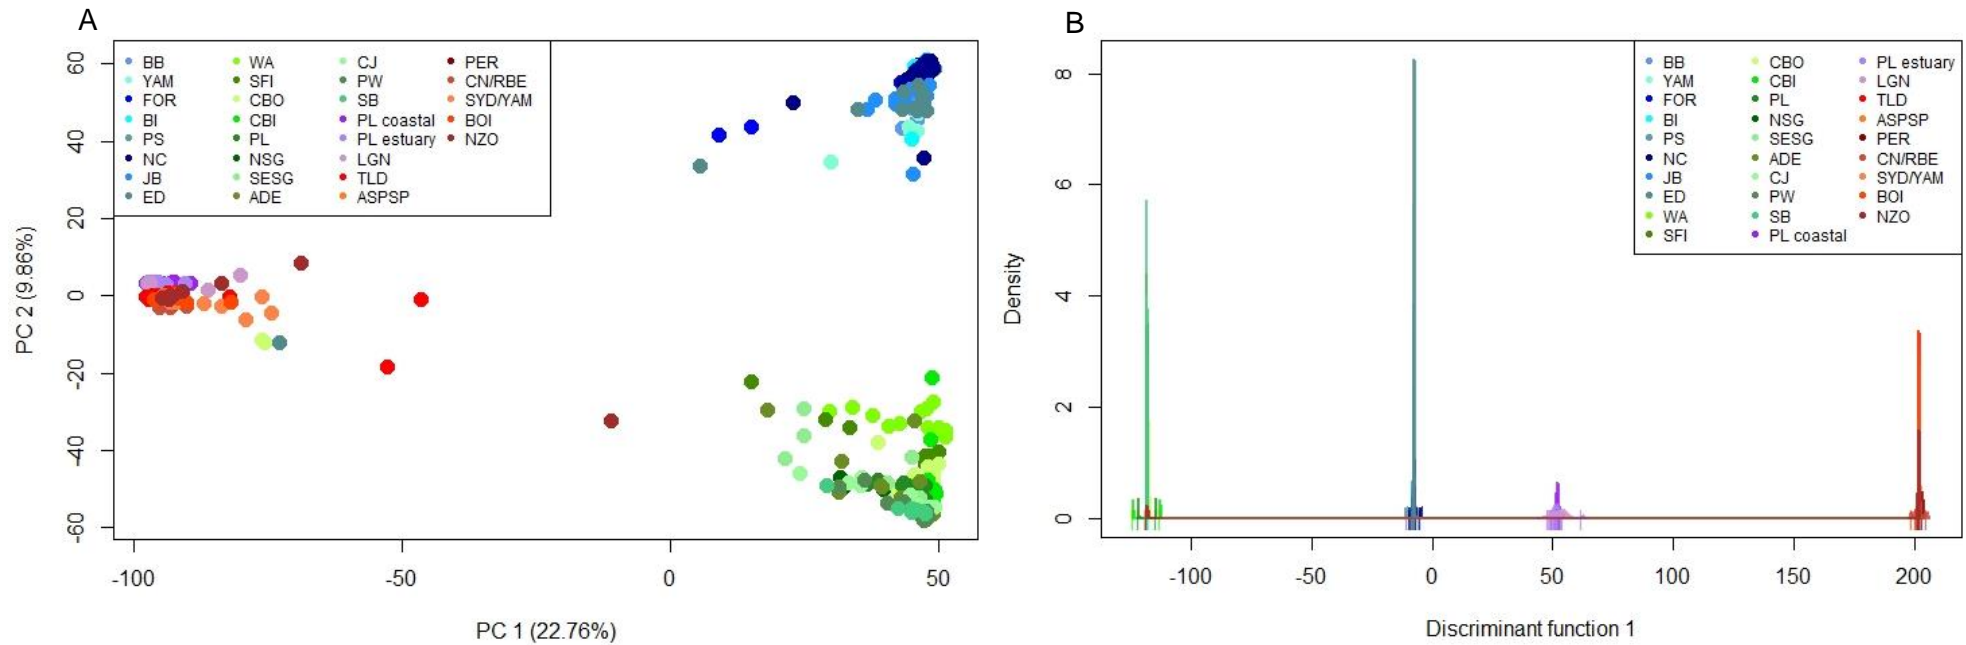 A
BB WA CJ PER
YAM SFI PW CN/RBE
FOR CBO SB SYD/YAM
BI CBI PL coastal BOI
PS PL PL estuary NZO
NC NSG LGN
JB SESG TLD
ED ADE ASPSP
60
40
20
0
-20
-40
-60
PC 2 (9.86%)
-100 -50 0 50
PC 1 (22.76%)
B
BB CBO PL estuary
YAM CBI LGN
FOR PL TLD
BI NSG ASPSP
PS SESG PER
NC ADE CN/RBE
JB CJ SYD/YAM
ED PW BOI
WA SB NZO
SFI PL coastal
8
6
4
2
0
Density
-100 -50 0 50 100 150 200
Discriminant function 1